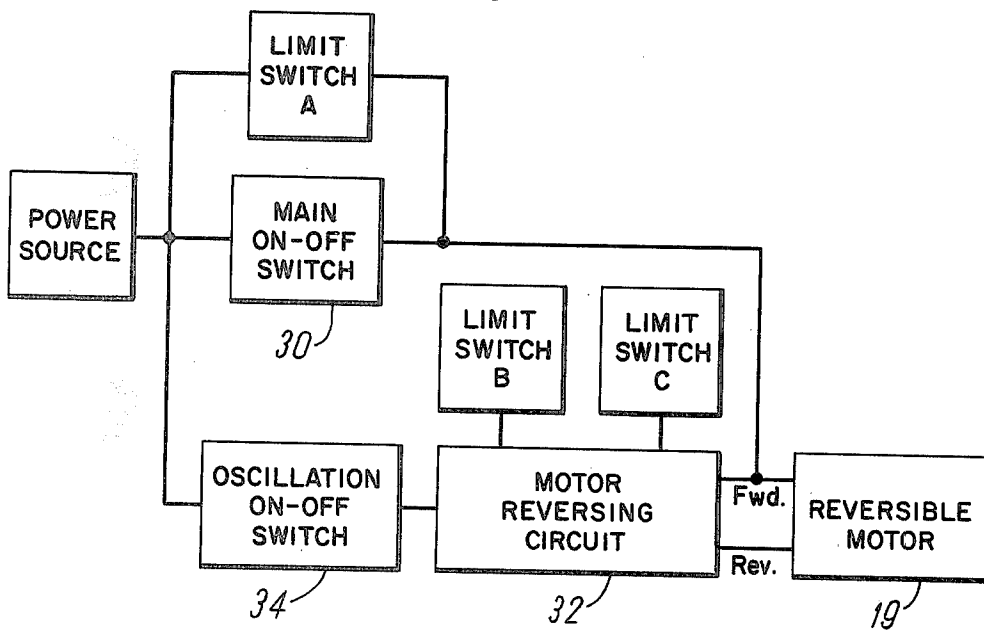 LIMIT
SWITCH
A
POWER
SOURCE
MAIN
ON-OFF
SWITCH
30
LIMIT
SWITCH
B
LIMIT
SWITCH
C
OSCILLATION
ON-OFF
SWITCH
34
MOTOR
REVERSING
CIRCUIT
32
Fwd.
Rev.
REVERSIBLE
MOTOR
19